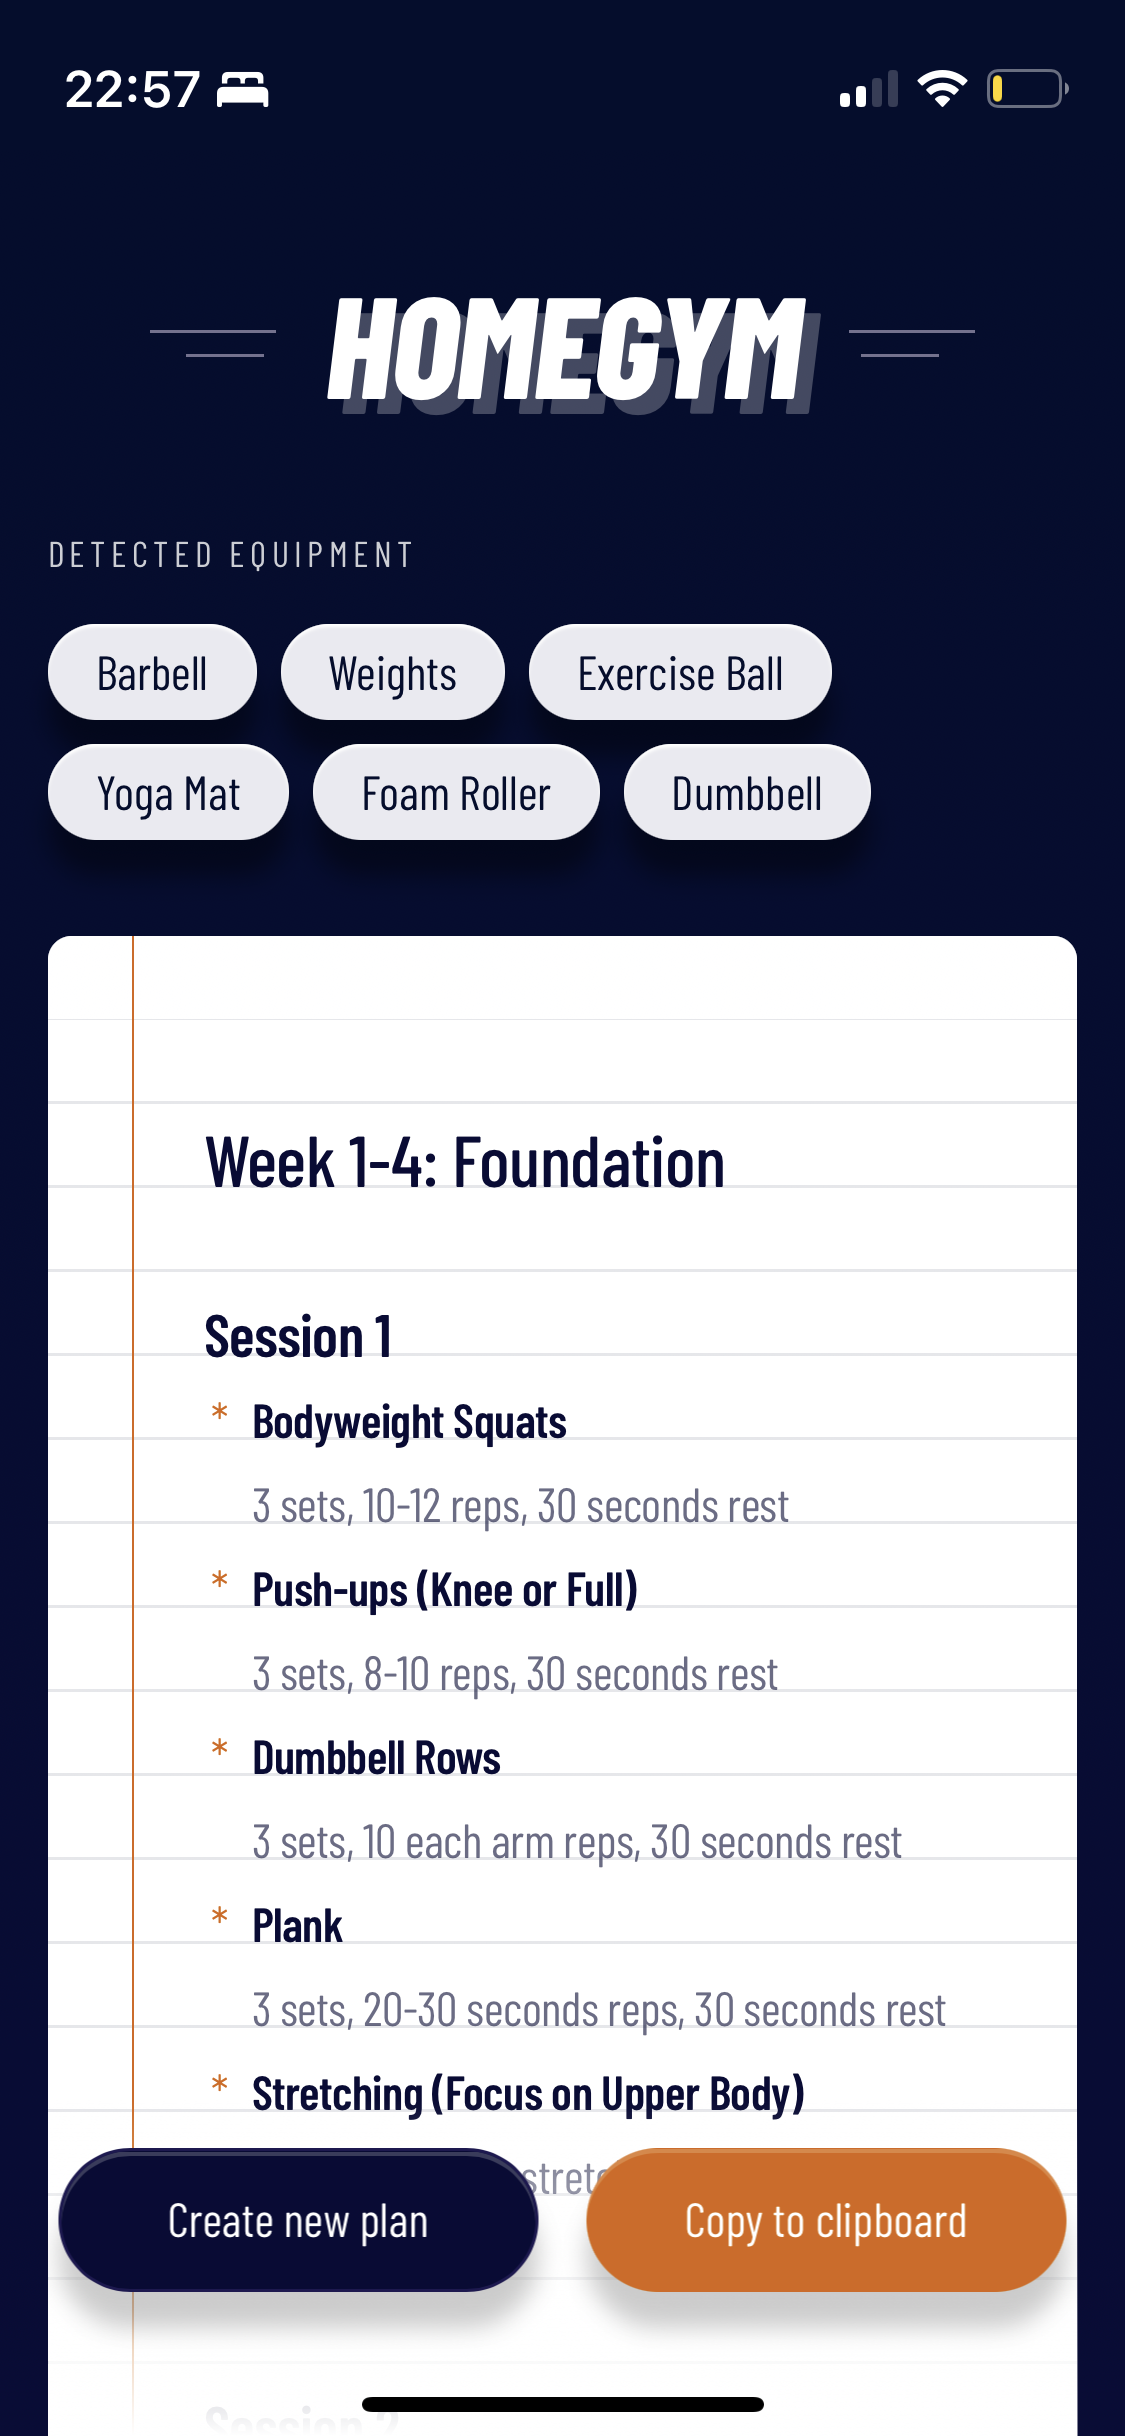 22:57
HOMEGYM
DETECTED EQUIPMENT
Barbell Weights Exercise Ball
Yoga Mat Foam Roller Dumbbell
Week 1-4: Foundation
Session 1
* Bodyweight Squats
3 sets, 10-12 reps, 30 seconds rest
* Push-ups (Knee or Full)
3 sets, 8-10 reps, 30 seconds rest
* Dumbbell Rows
3 sets, 10 each arm reps, 30 seconds rest
* Plank
3 sets, 20-30 seconds reps, 30 seconds rest
* Stretching (Focus on Upper Body)
Create new plan Copy to clipboard
Session 2